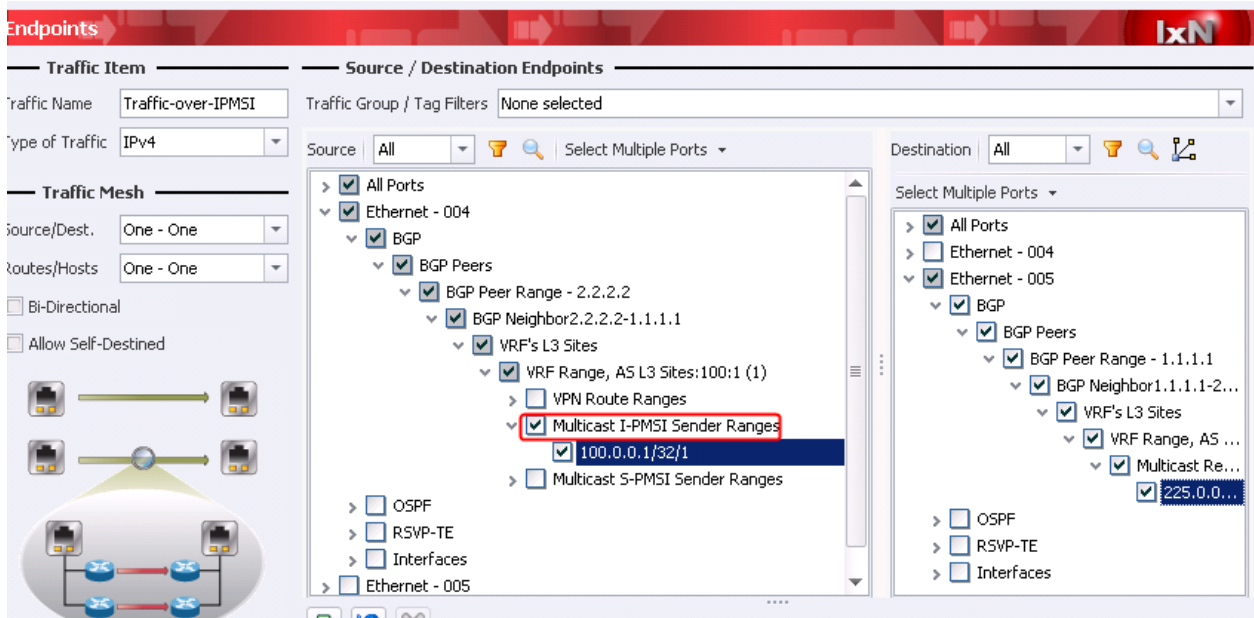 Endpoints
IxN
Traffic Item
Source / Destination Endpoints
Traffic Name
Traffic-over-IPMSI
Traffic Group / Tag Filters
None selected
Type of Traffic
IPv4
Source
All
Select Multiple Ports
Destination
All
Select Multiple Ports
Traffic Mesh
Source/Dest.
One - One
Routes/Hosts
One - One
Bi-Directional
Allow Self-Destined
All Ports
Ethernet - 004
BGP
BGP Peers
BGP Peer Range - 2.2.2.2
BGP Neighbor2.2.2.2-1.1.1.1
VRF's L3 Sites
VRF Range, AS L3 Sites:100:1 (1)
VPN Route Ranges
Multicast I-PMSI Sender Ranges
100.0.0.1/32/1
Multicast S-PMSI Sender Ranges
OSPF
RSVP-TE
Interfaces
Ethernet - 005
All Ports
Ethernet - 004
Ethernet - 005
BGP
BGP Peers
BGP Peer Range - 1.1.1.1
BGP Neighbor1.1.1.1-2...
VRF's L3 Sites
VRF Range, AS ...
Multicast Re...
225.0.0...
OSPF
RSVP-TE
Interfaces